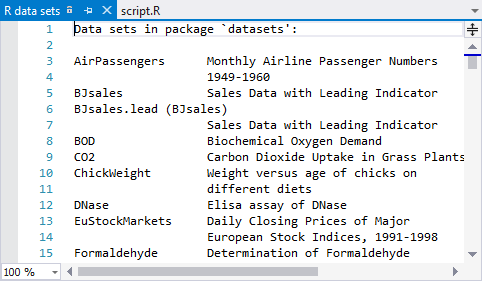 R data sets script.R
1 Data sets in package `datasets':
2
3 AirPassengers Monthly Airline Passenger Numbers
4 1949-1960
5 BJsales Sales Data with Leading Indicator
6 BJsales.lead (BJsales)
7 Sales Data with Leading Indicator
8 BOD Biochemical Oxygen Demand
9 CO2 Carbon Dioxide Uptake in Grass Plants
10 ChickWeight Weight versus age of chicks on
11 different diets
12 DNase Elisa assay of DNase
13 EuStockMarkets Daily Closing Prices of Major
14 European Stock Indices, 1991-1998
15 Formaldehyde Determination of Formaldehyde
100 %